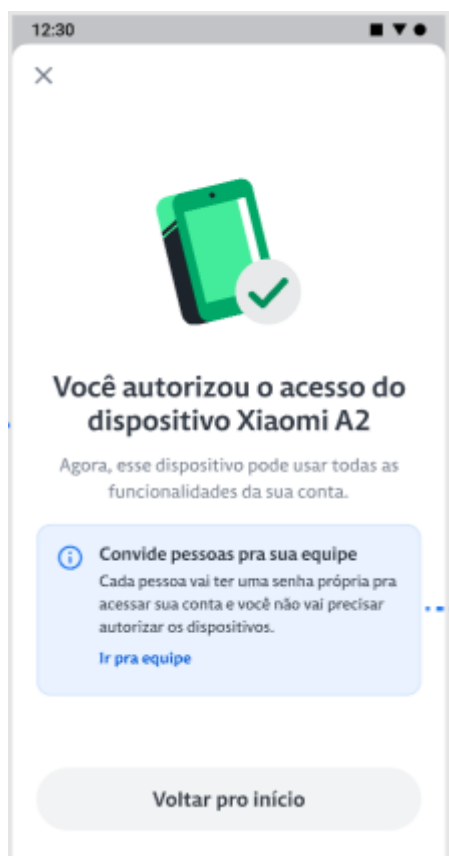 12:30
Você autorizou o acesso do
dispositivo Xiaomi A2
Agora, esse dispositivo pode usar todas as
funcionalidades da sua conta.
Convide pessoas pra sua equipe
Cada pessoa vai ter uma senha própria pra
acessar sua conta e você não vai precisar
autorizar os dispositivos.
Ir pra equipe
Voltar pro início